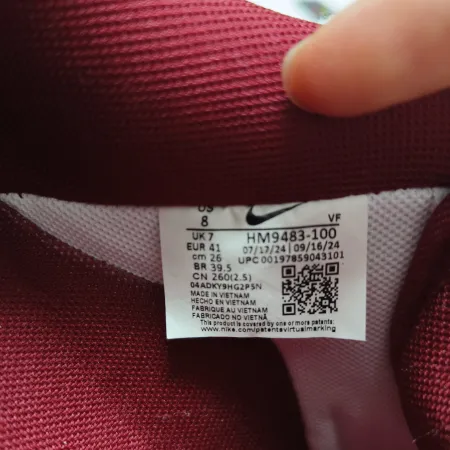 US
8
VF
UK 7
HM9483-100
EUR 41
07/17/24 | 09/16/24
cm 26
UPC 00197859043101
BR 39.5
CN 260(2.5)
04ADKY9HG2P5N
MADE IN VIETNAM
HECHO EN VIETNAM
FABRIQUE AU VIETNAM
FABRICADO NO VIETNÃ
This product is covered by one or more patents.
www.nike.com/patentsvirtualmarking